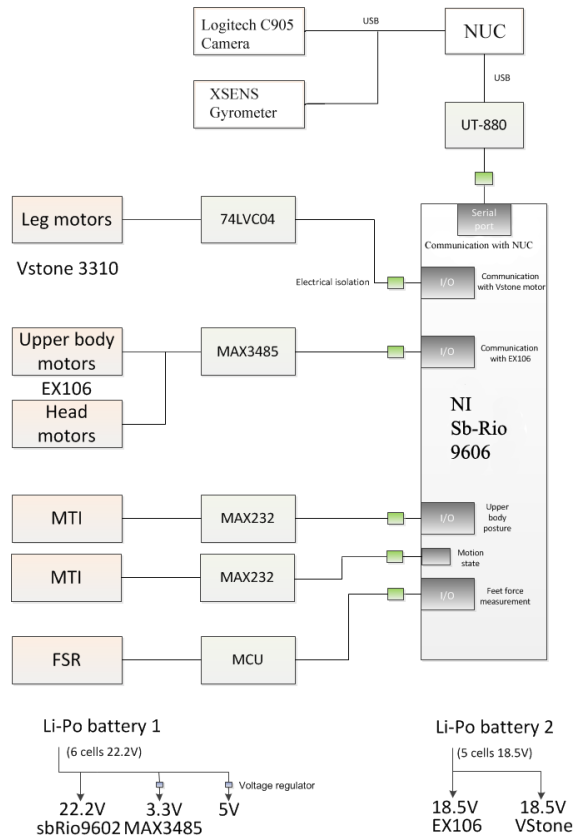 Logitech C905
Camera
USB
NUC
XSENS
Gyrometer
USB
UT-880
Serial
port
Communication with NUC
Leg motors
74LVC04
Vstone 3310
Electrical isolation
I/O
Communication
with Vstone motor
Upper body
motors
MAX3485
I/O
Communication
with EX106
EX106
Head
motors
NI
Sb-Rio
9606
MTI
MAX232
I/O
Upper
body
posture
MTI
MAX232
Motion
state
I/O
Feet force
measurement
FSR
MCU
Li-Po battery 1
(6 cells 22.2V)
Voltage regulator
22.2V
3.3V
5V
sbRio9602
MAX3485
Li-Po battery 2
(5 cells 18.5V)
18.5V
18.5V
EX106
VStone